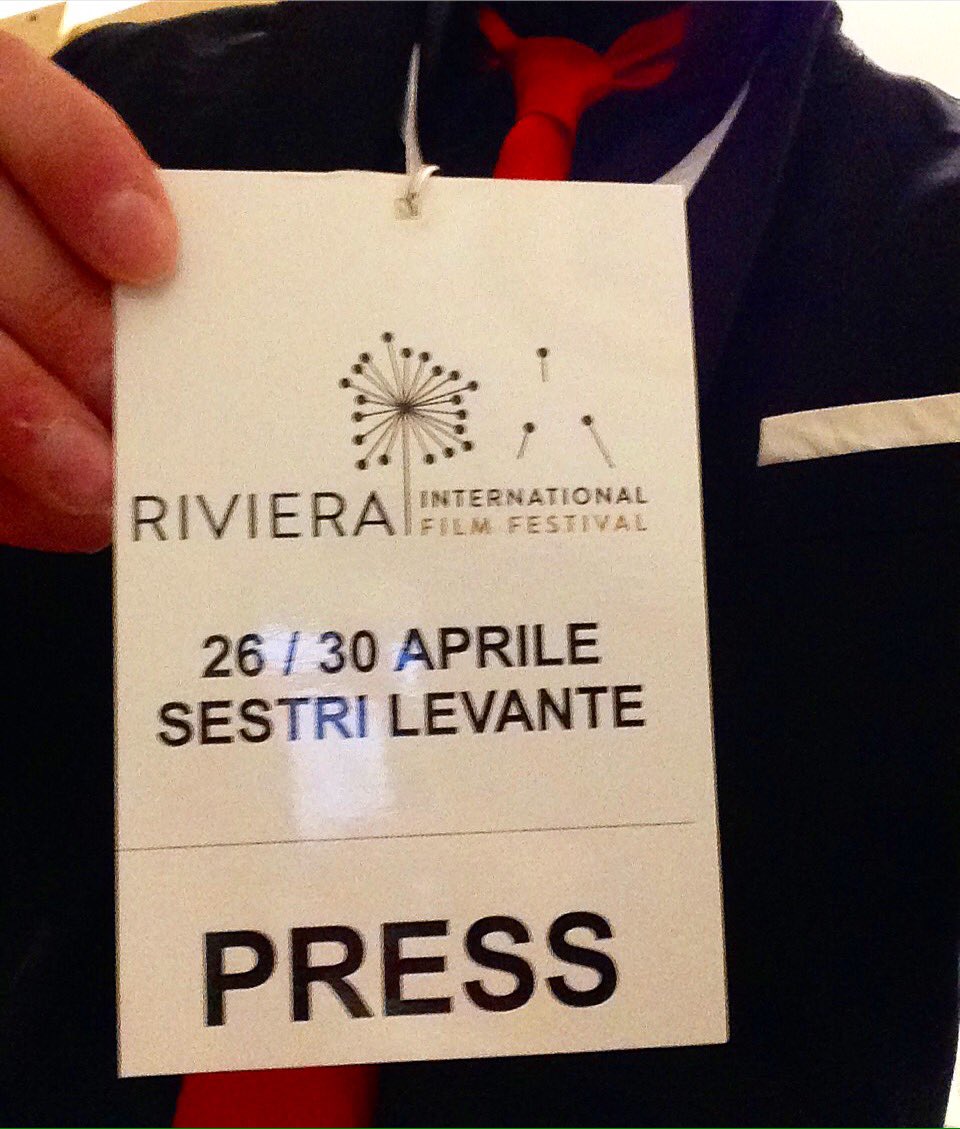 RIVIERA INTERNATIONAL
FILM FESTIVAL
26 / 30 APRILE
SESTRI LEVANTE
PRESS